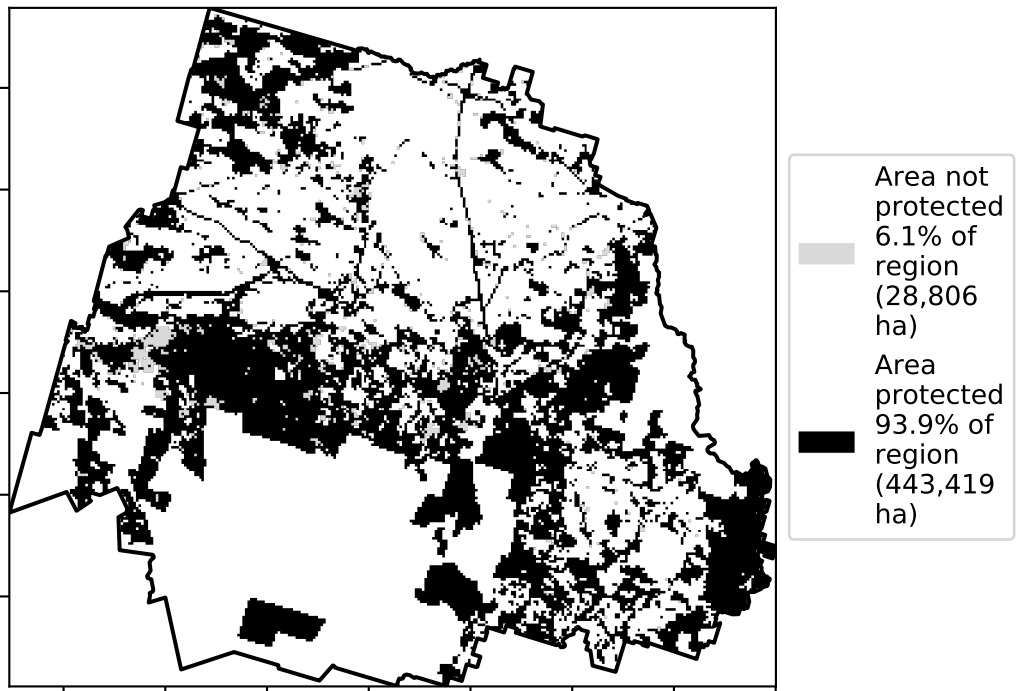 Area not
protected
6.1% of
region
(28,806
ha)
Area
protected
93.9% of
region
(443,419
ha)